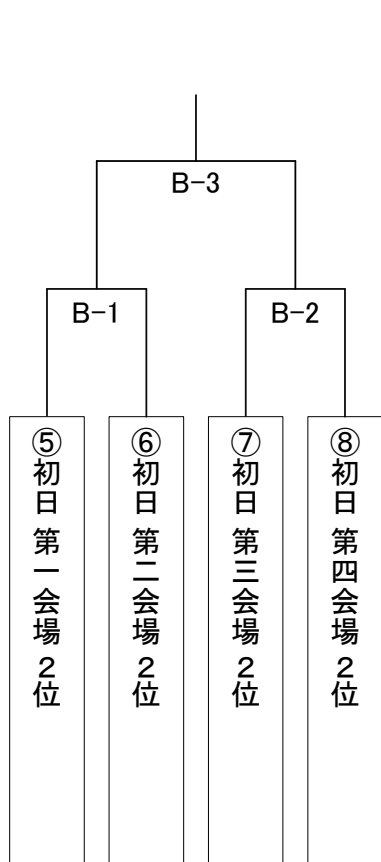 B-3
B-1
B-2
⑤初日 第一会場 2位
⑥初日 第二会場 2位
⑦初日 第三会場 2位
⑧初日 第四会場 2位